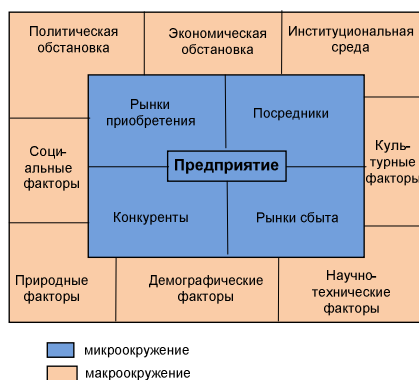 Политическая
обстановка
Экономическая
обстановка
Институциональная
среда
Рынки
приобретения
Посредники
Соци-
альные
факторы
Предприятие
Куль-
турные
факторы
Конкуренты
Рынки сбыта
Природные
факторы
Демографические
факторы
Научно-
технические
факторы
микроокружение
макроокружение